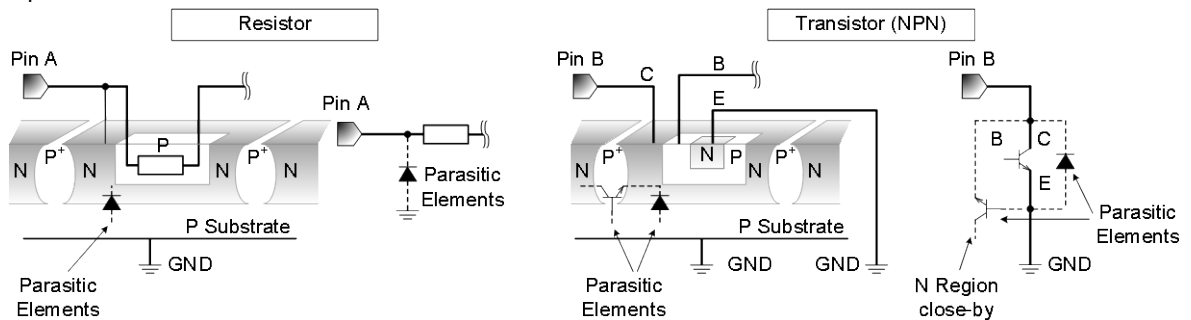 Resistor
Pin A
N
P+
N
P
N
P+
N
Parasitic
Elements
P Substrate
GND
Pin A
Parasitic
Elements
Transistor (NPN)
Pin B
C
B
E
N
P+
N
N
P
N
P+
N
P Substrate
GND
GND
Parasitic
Elements
Pin B
B
C
E
Parasitic
Elements
GND
N Region
close-by